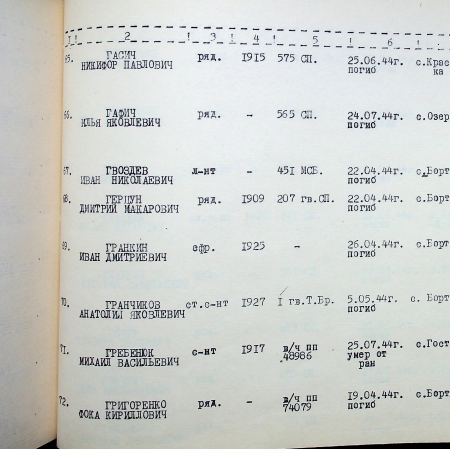 1! 2 ! 3 ! 4 ! 5 ! 6 !
65. ГАСИЧ
НИКИФОР ПАВЛОВИЧ ряд. 1915 575 СП. 25.06.44г. погиб с.Крас
ка
66. ГАФИЧ
ИЛЬЯ ЯКОВЛЕВИЧ ряд. - 565 СП. 24.07.44г. погиб с.Озер
67. ГВОЗДЕВ
ИВАН НИКОЛАЕВИЧ л-нт - 451 МСБ. 22.04.44г. погиб с.Борт
68. ГЕРЦУН
ДМИТРИЙ МАКАРОВИЧ ряд. 1909 207 гв.СП. 22.04.44г. погиб с.Борт
69. ГРАНКИН
ИВАН ДМИТРИЕВИЧ ефр. 1925 - 26.04.44г. погиб с.Борт
70. ГРАНЧИКОВ
АНАТОЛИЙ ЯКОВЛЕВИЧ ст.с-нт 1927 1 гв.Т.Бр. 5.05.44г. погиб с. Борт
71. ГРЕБЕНЮК
МИХАИЛ ВАСИЛЬЕВИЧ с-нт 1917 в/ч пп 48986 25.07.44г. умер от ран с.Гост
72. ГРИГОРЕНКО
ФОКА КИРИЛЛОВИЧ ряд. - в/ч пп 74079 19.04.44г. погиб с.Борт